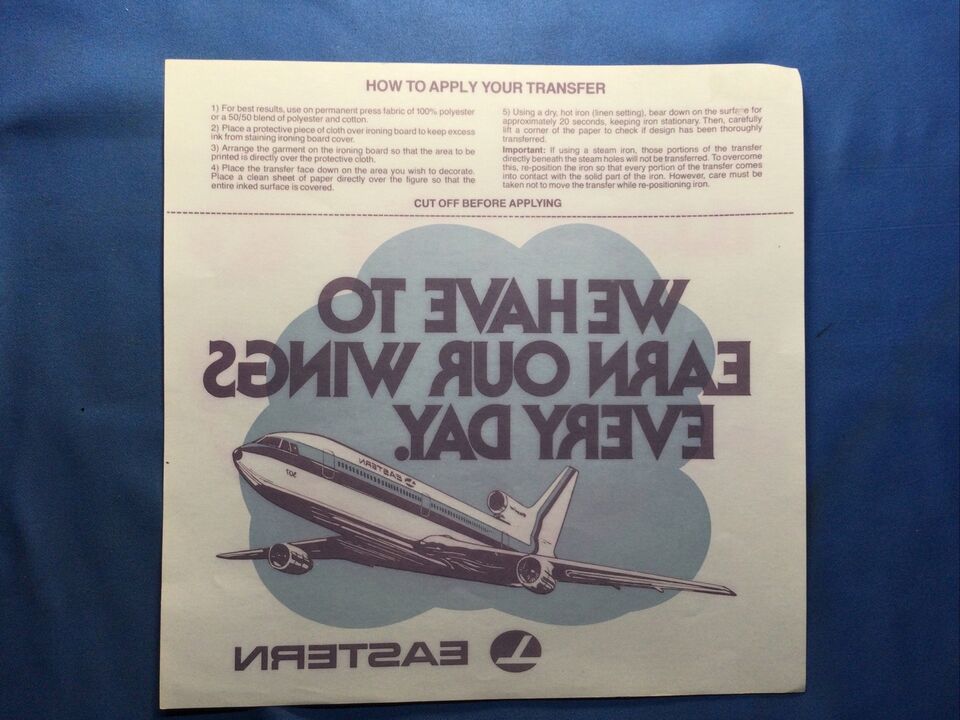 HOW TO APPLY YOUR TRANSFER
1) For best results, use on permanent press fabric of 100% polyester
or a 50/50 blend of polyester and cotton.
2) Place a protective piece of cloth over ironing board to keep excess
ink from staining ironing board cover.
3) Arrange the garment on the ironing board so that the area to be
printed is directly over the protective cloth.
4) Place the transfer face down on the area you wish to decorate.
Place a clean sheet of paper directly over the figure so that the
entire inked surface is covered.
5) Using a dry, hot iron (linen setting), bear down on the surface for
approximately 20 seconds, keeping iron stationary. Then, carefully
lift a corner of the paper to check if design has been thoroughly
transferred.
Important: If using a steam iron, those portions of the transfer
directly beneath the steam holes will not be transferred. To overcome
this, re-position the iron so that every portion of the transfer comes
into contact with the solid part of the iron. However, care must be
taken not to move the transfer while re-positioning iron.
CUT OFF BEFORE APPLYING
WE HAVE TO
EARN OUR WINGS
EVERY DAY.
EASTERN
301
EASTERN